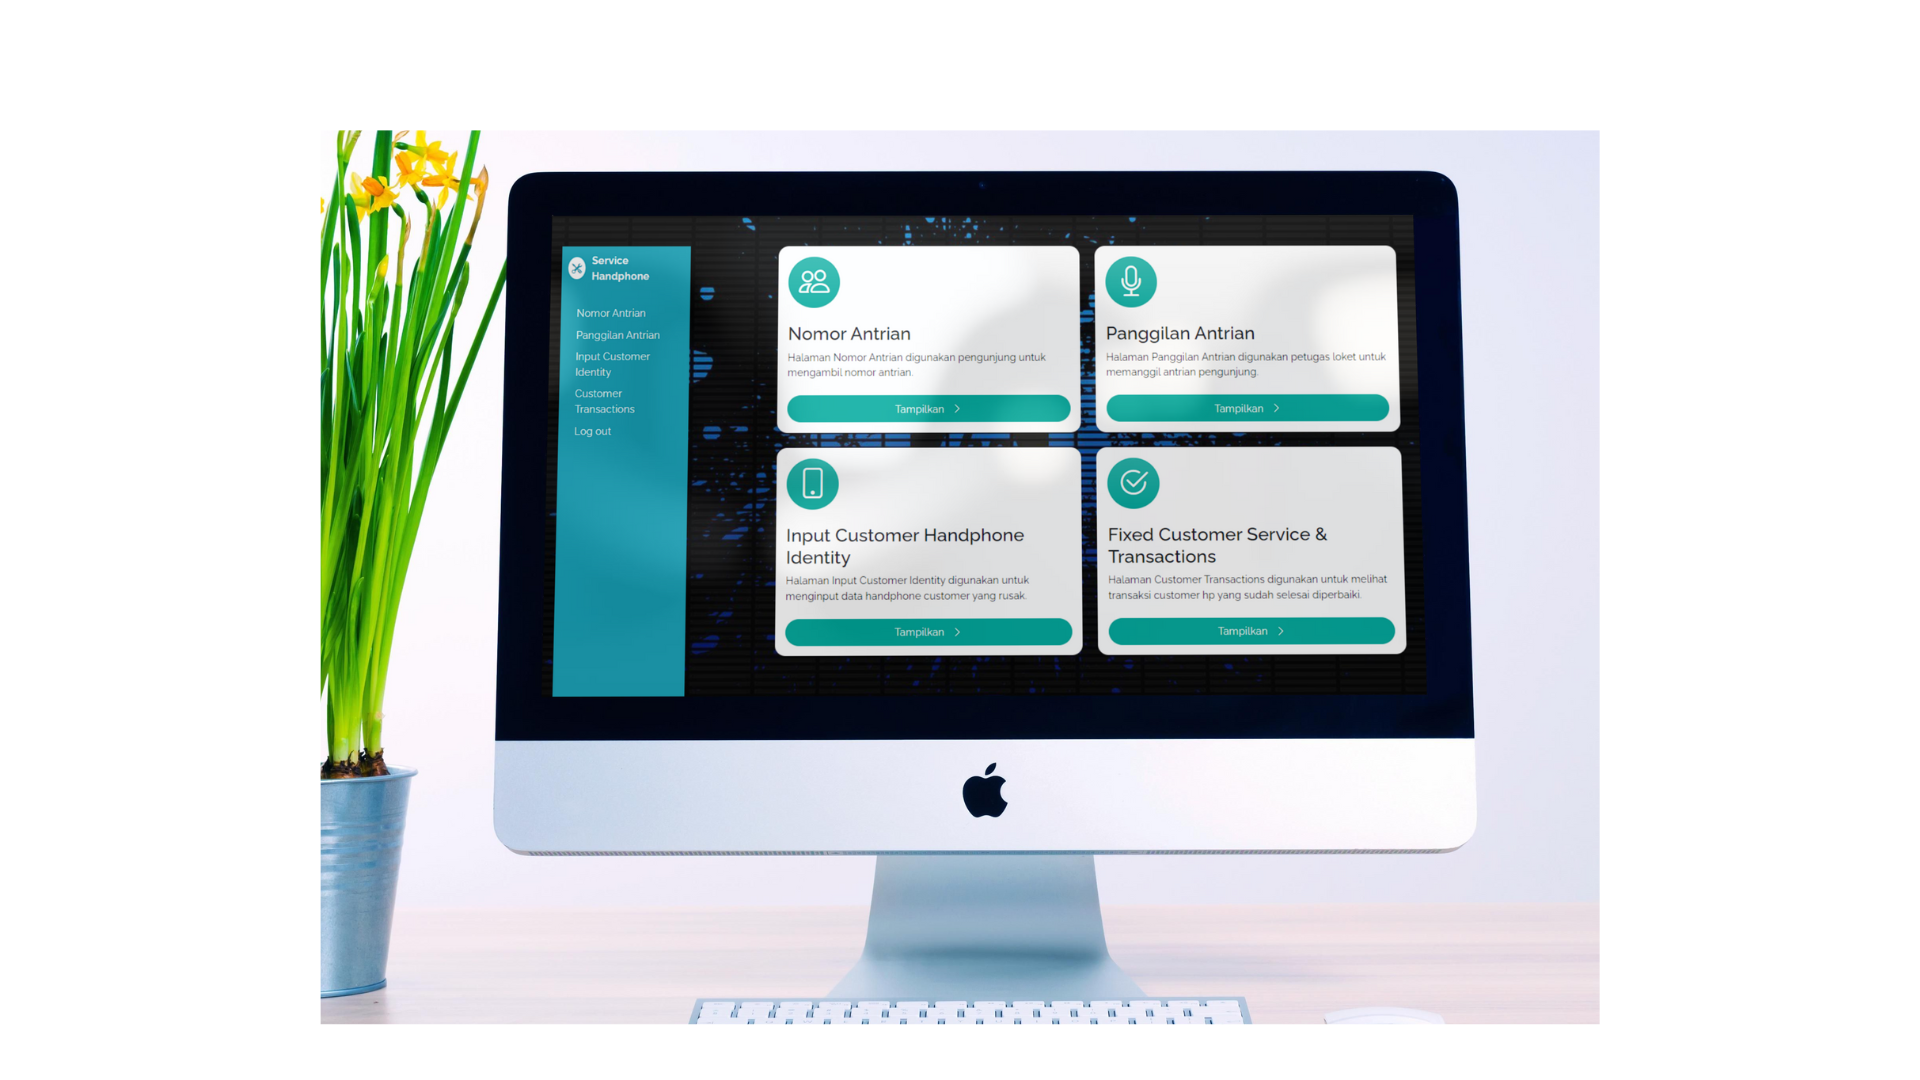 Service
Handphone
Nomor Antrian
Panggilan Antrian
Input Customer
Identity
Customer
Transactions
Log out
Nomor Antrian
Halaman Nomor Antrian digunakan pengunjung untuk
mengambil nomor antrian.
Tampilkan
Panggilan Antrian
Halaman Panggilan Antrian digunakan petugas loket untuk
memanggil antrian pengunjung.
Tampilkan
Input Customer Handphone
Identity
Halaman Input Customer Identity digunakan untuk
menginput data handphone customer yang rusak.
Tampilkan
Fixed Customer Service &
Transactions
Halaman Customer Transactions digunakan untuk melihat
transaksi customer hp yang sudah selesai diperbaiki.
Tampilkan